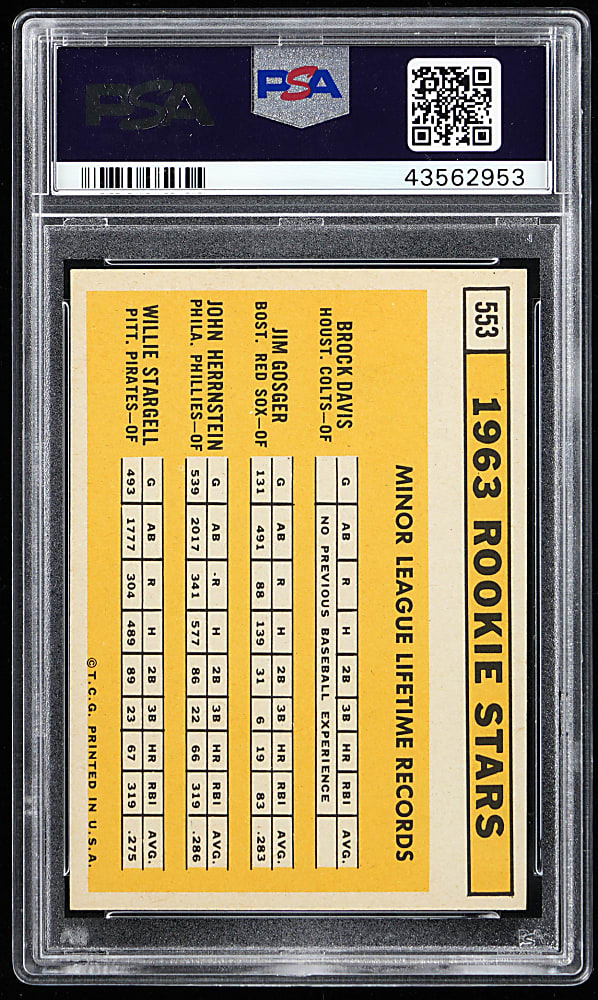 PSA
PSA
43562953
553
1963 ROOKIE STARS
MINOR LEAGUE LIFETIME RECORDS
BROCK DAVIS
HOUST. COLTS—OF
G AB R H 2B 3B HR RBI AVG.
NO PREVIOUS BASEBALL EXPERIENCE
JIM GOSGER
BOST. RED SOX—OF
G AB R H 2B 3B HR RBI AVG.
131 491 88 139 31 6 19 83 .283
JOHN HERRNSTEIN
PHILA. PHILLIES—OF
G AB R H 2B 3B HR RBI AVG.
539 2017 341 577 86 22 66 319 .286
WILLIE STARGELL
PITT. PIRATES—OF
G AB R H 2B 3B HR RBI AVG.
493 1777 304 489 89 23 67 319 .275
© T.C.G. PRINTED IN U.S.A.